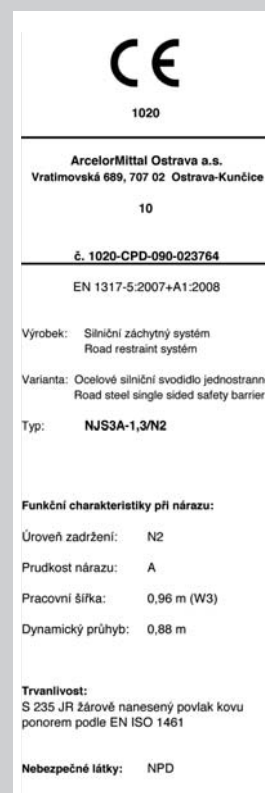 CE
1020
ArcelorMittal Ostrava a.s.
Vratimovská 689, 707 02 Ostrava-Kunčice
10
č. 1020-CPD-090-023764
EN 1317-5:2007+A1:2008
Výrobek: Silniční záchytný systém
Road restraint systém
Varianta: Ocelové silniční svodidlo jednostrann
Road steel single sided safety barrier
Typ: NJS3A-1,3/N2
Funkční charakteristiky při nárazu:
Úroveň zadržení: N2
Prudkost nárazu: A
Pracovní šířka: 0,96 m (W3)
Dynamický průhyb: 0,88 m
Trvanlivost:
S 235 JR žárově nanesený povlak kovu
ponorem podle EN ISO 1461
Nebezpečné látky: NPD